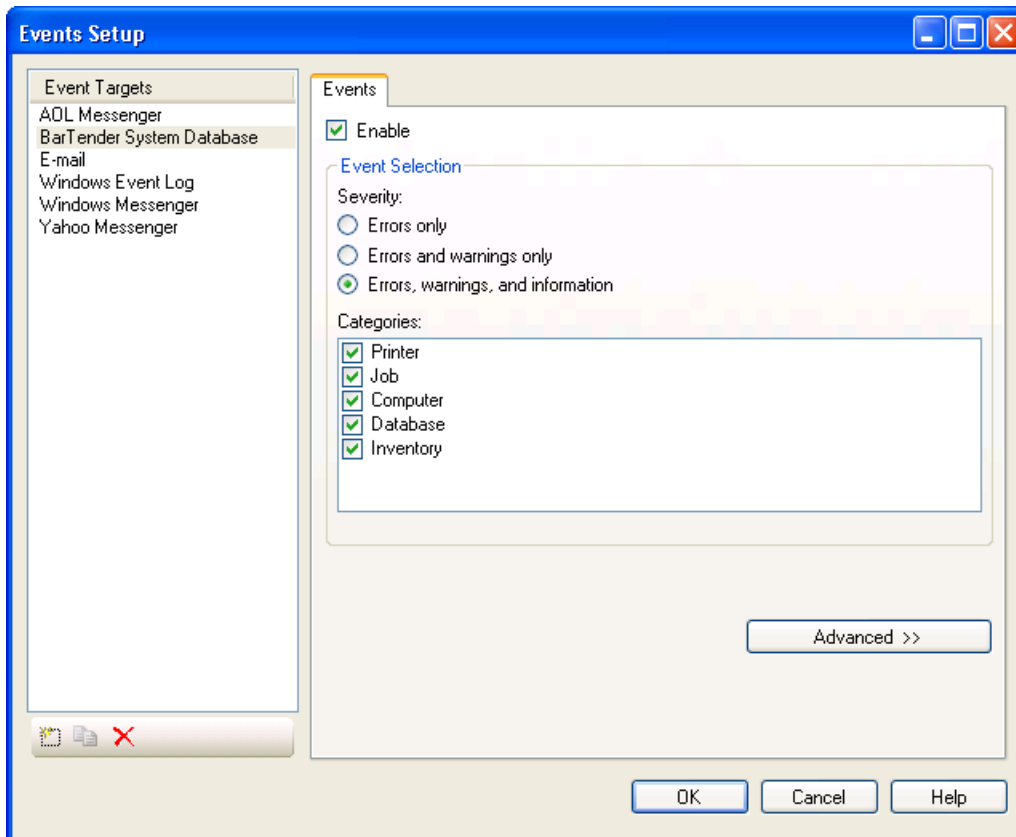 Events Setup
Event Targets
AOL Messenger
BarTender System Database
E-mail
Windows Event Log
Windows Messenger
Yahoo Messenger
Events
Enable
Event Selection
Severity:
Errors only
Errors and warnings only
Errors, warnings, and information
Categories:
Printer
Job
Computer
Database
Inventory
Advanced >>
OK Cancel Help